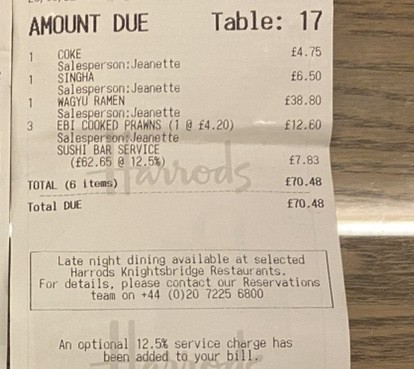 AMOUNT DUE Table: 17
1 COKE £4.75
Salesperson:Jeanette
1 SINGHA £6.50
Salesperson:Jeanette
1 WAGYU RAMEN £38.80
Salesperson:Jeanette
3 EBI COOKED PRAWNS (1 @ £4.20) £12.60
Salesperson:Jeanette
SUSHI BAR SERVICE
(£62.65 @ 12.5%) £7.83
Harrods
TOTAL (6 items) £70.48
Total DUE £70.48
Late night dining available at selected
Harrods Knightsbridge Restaurants.
For details, please contact our Reservations
team on +44 (0)20 7225 6800
An optional 12.5% service charge has
been added to your bill.
Harrods